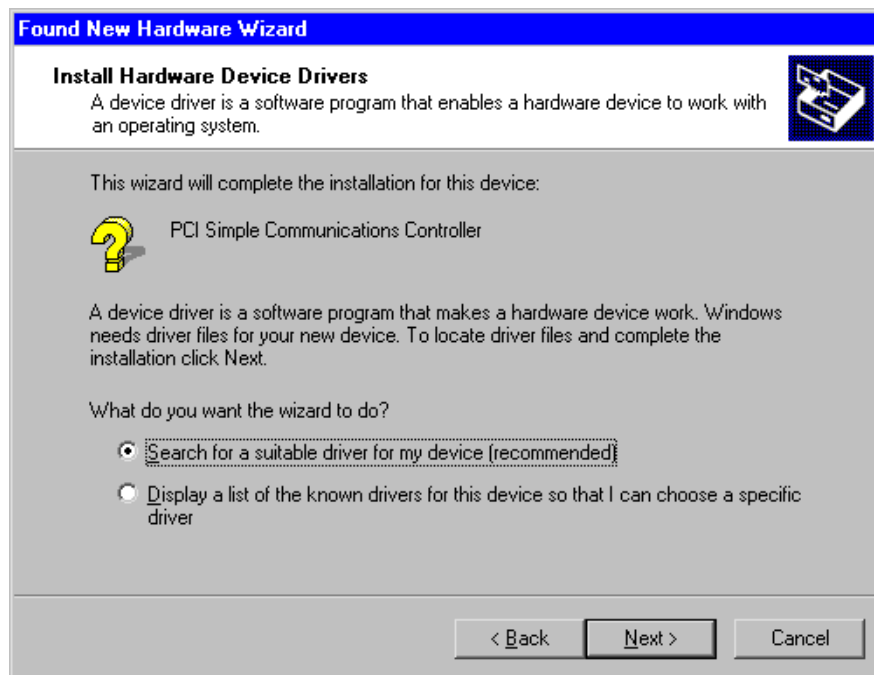 Found New Hardware Wizard
Install Hardware Device Drivers
A device driver is a software program that enables a hardware device to work with
an operating system.
This wizard will complete the installation for this device:
PCI Simple Communications Controller
A device driver is a software program that makes a hardware device work. Windows
needs driver files for your new device. To locate driver files and complete the
installation click Next.
What do you want the wizard to do?
Search for a suitable driver for my device (recommended)
Display a list of the known drivers for this device so that I can choose a specific
driver
< Back
Next >
Cancel